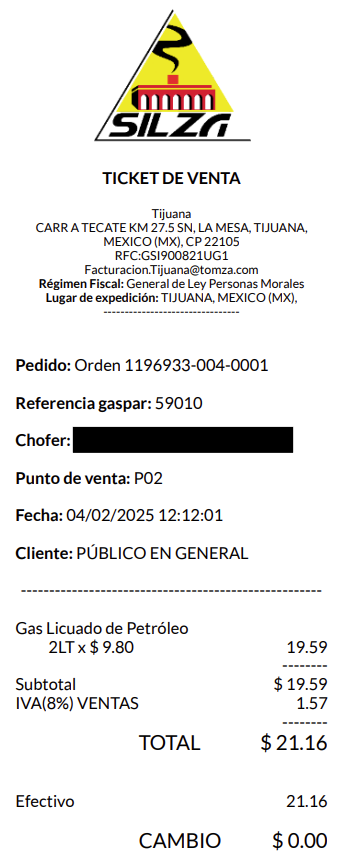 SILZA
TICKET DE VENTA
Tijuana
CARR A TECATE KM 27.5 SN, LA MESA, TIJUANA,
MEXICO (MX), CP 22105
RFC:GSI900821UG1
Facturacion.Tijuana@tomza.com
Régimen Fiscal: General de Ley Personas Morales
Lugar de expedición: TIJUANA, MEXICO (MX),
--------------------------------
Pedido: Orden 1196933-004-0001
Referencia gaspar: 59010
Chofer:
Punto de venta: P02
Fecha: 04/02/2025 12:12:01
Cliente: PÚBLICO EN GENERAL
------------------------------------------------------
Gas Licuado de Petróleo
2LT x $ 9.80 19.59
--------
Subtotal $ 19.59
IVA(8%) VENTAS 1.57
--------
TOTAL $ 21.16
Efectivo 21.16
CAMBIO $ 0.00